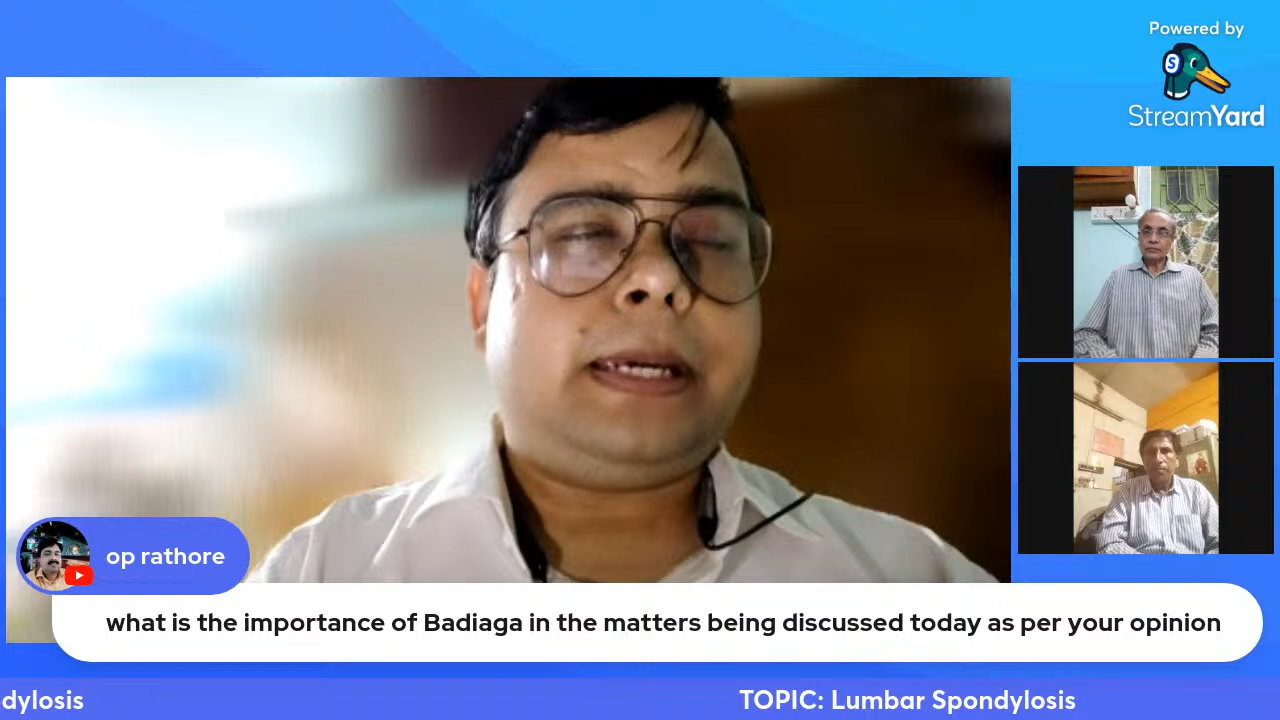 Powered by
StreamYard
op rathore
what is the importance of Badiaga in the matters being discussed today as per your opinion
dylosis
TOPIC: Lumbar Spondylosis